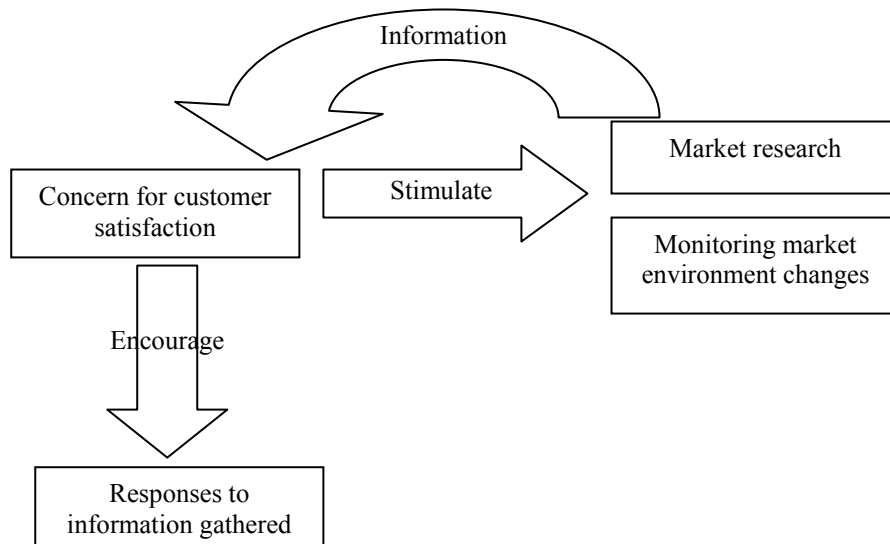 Information
Market research
Concern for customer
satisfaction
Stimulate
Monitoring market
environment changes
Encourage
Responses to
information gathered